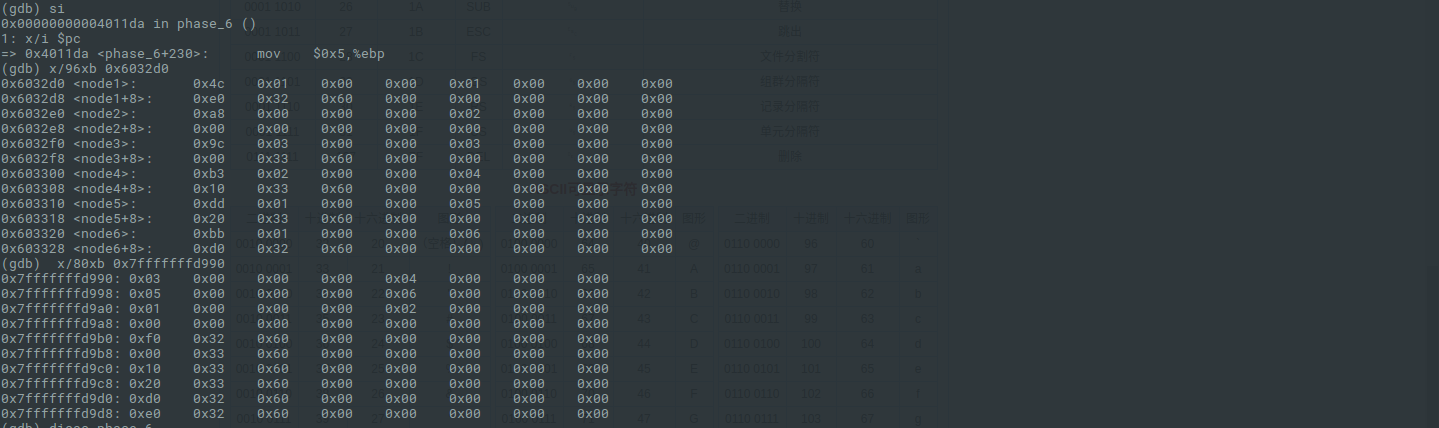 (gdb) si
0x00000000004011da in phase_6 ()
1: x/i $pc
=> 0x4011da <phase_6+230>:      mov    $0x5,%ebp
(gdb) x/96xb 0x6032d0
0x6032d0 <node1>:       0x4c    0x01    0x00    0x00    0x01    0x00    0x00    0x00
0x6032d8 <node1+8>:     0xe0    0x32    0x60    0x00    0x00    0x00    0x00    0x00
0x6032e0 <node2>:       0xa8    0x00    0x00    0x00    0x02    0x00    0x00    0x00
0x6032e8 <node2+8>:     0x00    0x00    0x00    0x00    0x00    0x00    0x00    0x00
0x6032f0 <node3>:       0x9c    0x03    0x00    0x00    0x03    0x00    0x00    0x00
0x6032f8 <node3+8>:     0x00    0x33    0x60    0x00    0x00    0x00    0x00    0x00
0x603300 <node4>:       0xb3    0x02    0x00    0x00    0x04    0x00    0x00    0x00
0x603308 <node4+8>:     0x10    0x33    0x60    0x00    0x00    0x00    0x00    0x00
0x603310 <node5>:       0xdd    0x01    0x00    0x00    0x05    0x00    0x00    0x00
0x603318 <node5+8>:     0x20    0x33    0x60    0x00    0x00    0x00    0x00    0x00
0x603320 <node6>:       0xbb    0x01    0x00    0x00    0x06    0x00    0x00    0x00
0x603328 <node6+8>:     0xd0    0x32    0x60    0x00    0x00    0x00    0x00    0x00
(gdb)  x/80xb 0x7fffffffd990
0x7fffffffd990: 0x03    0x00    0x00    0x00    0x04    0x00    0x00    0x00
0x7fffffffd998: 0x05    0x00    0x00    0x00    0x06    0x00    0x00    0x00
0x7fffffffd9a0: 0x01    0x00    0x00    0x00    0x02    0x00    0x00    0x00
0x7fffffffd9a8: 0x00    0x00    0x00    0x00    0x00    0x00    0x00    0x00
0x7fffffffd9b0: 0xf0    0x32    0x60    0x00    0x00    0x00    0x00    0x00
0x7fffffffd9b8: 0x00    0x33    0x60    0x00    0x00    0x00    0x00    0x00
0x7fffffffd9c0: 0x10    0x33    0x60    0x00    0x00    0x00    0x00    0x00
0x7fffffffd9c8: 0x20    0x33    0x60    0x00    0x00    0x00    0x00    0x00
0x7fffffffd9d0: 0xd0    0x32    0x60    0x00    0x00    0x00    0x00    0x00
0x7fffffffd9d8: 0xe0    0x32    0x60    0x00    0x00    0x00    0x00    0x00